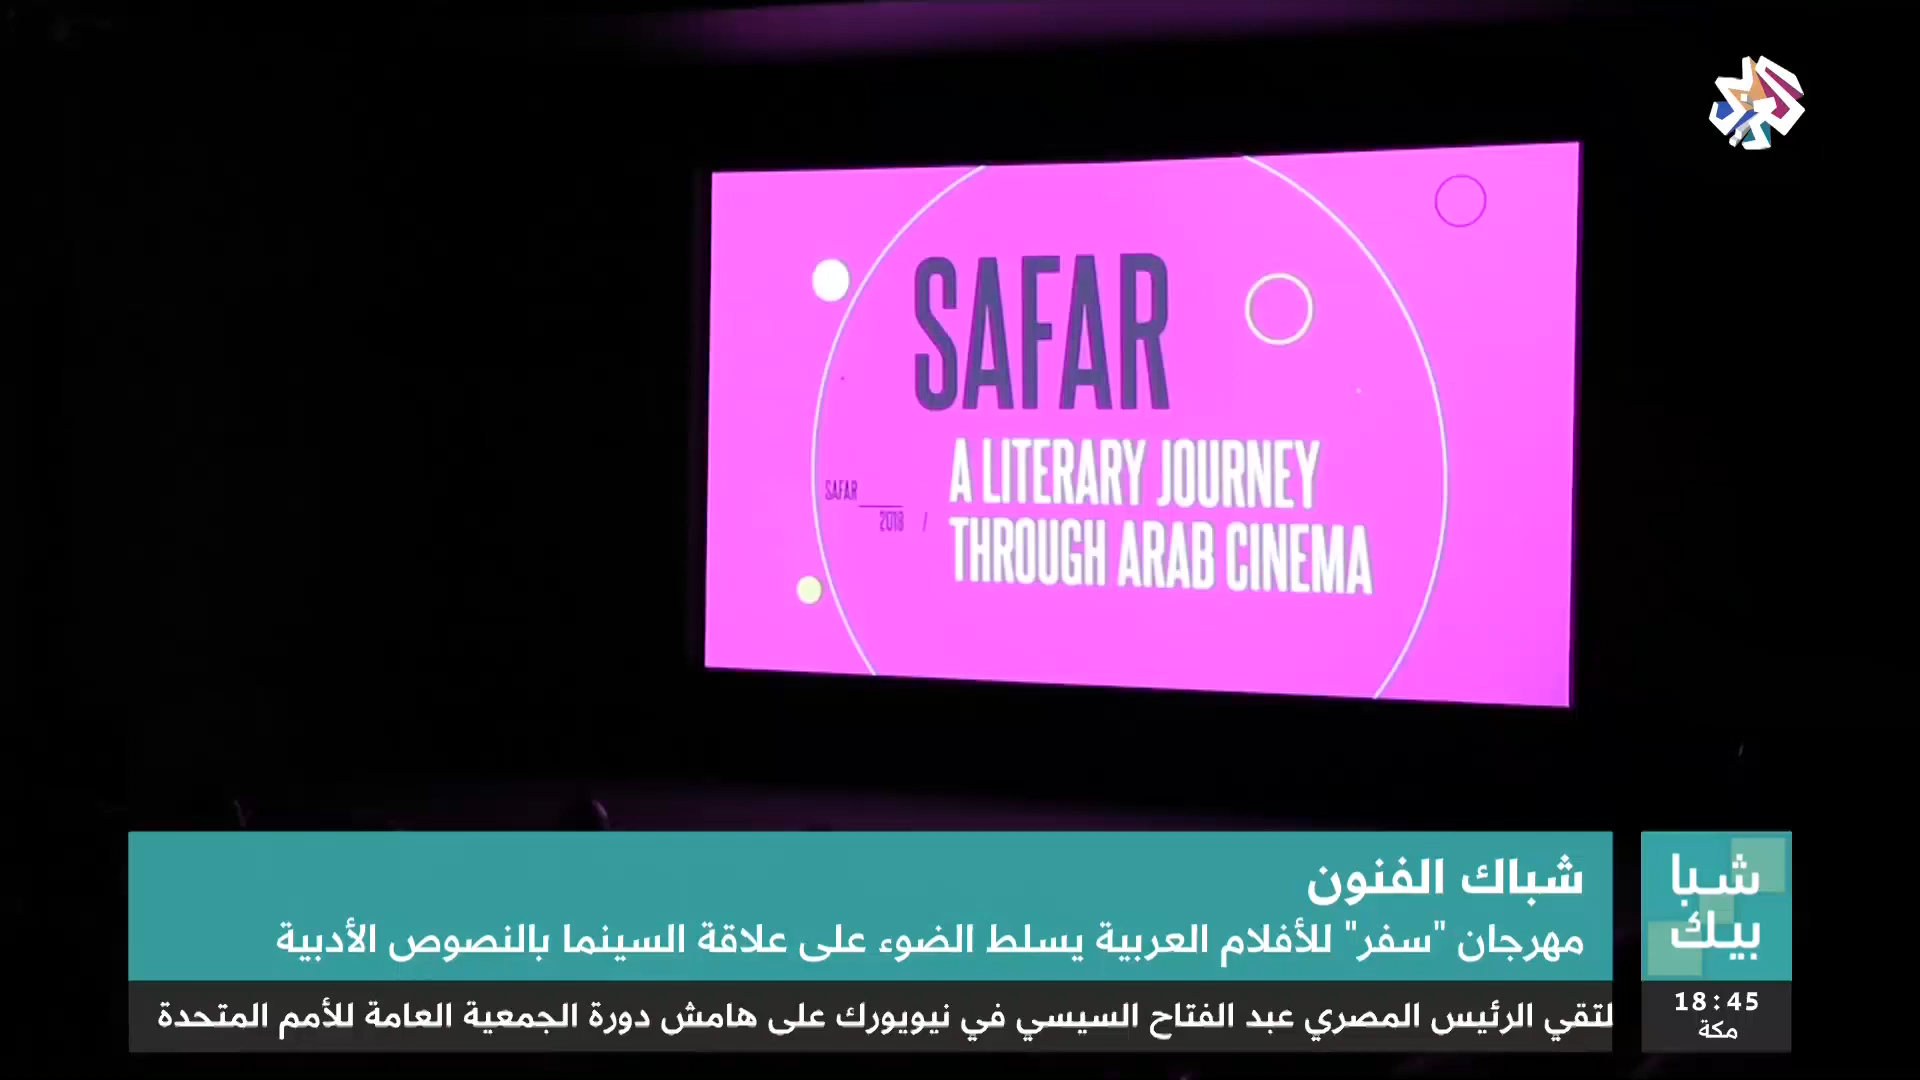 SAFAR
A LITERARY JOURNEY
THROUGH ARAB CINEMA
SAFAR
2018 /
شباك الفنون
مهرجان "سفر" للأفلام العربية يسلط الضوء على علاقة السينما بالنصوص الأدبية
شبا
بيك
لتقي الرئيس المصري عبد الفتاح السيسي في نيويورك على هامش دورة الجمعية العامة للأمم المتحدة
18:45
مكة